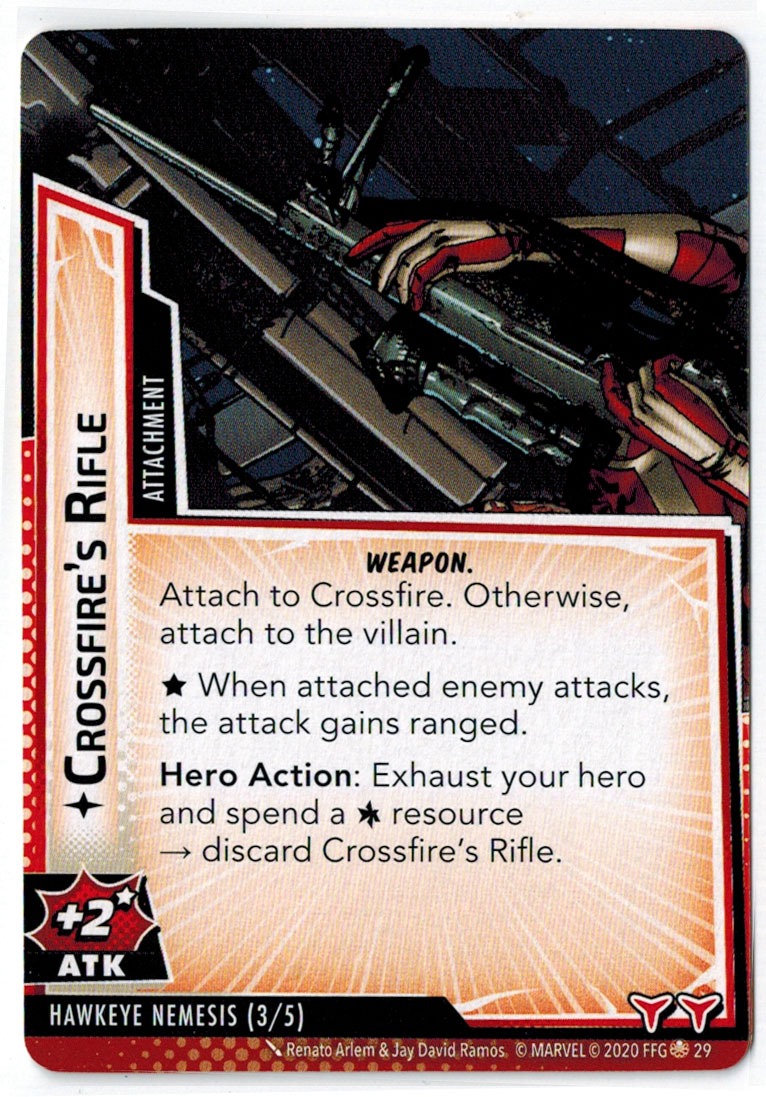 ATTACHMENT
CROSSFIRE'S RIFLE
WEAPON.
Attach to Crossfire. Otherwise,
attach to the villain.
★ When attached enemy attacks,
the attack gains ranged.
Hero Action: Exhaust your hero
and spend a resource
→ discard Crossfire's Rifle.
+2★
ATK
HAWKEYE NEMESIS (3/5)
Renato Arlem & Jay David Ramos © MARVEL © 2020 FFG 29